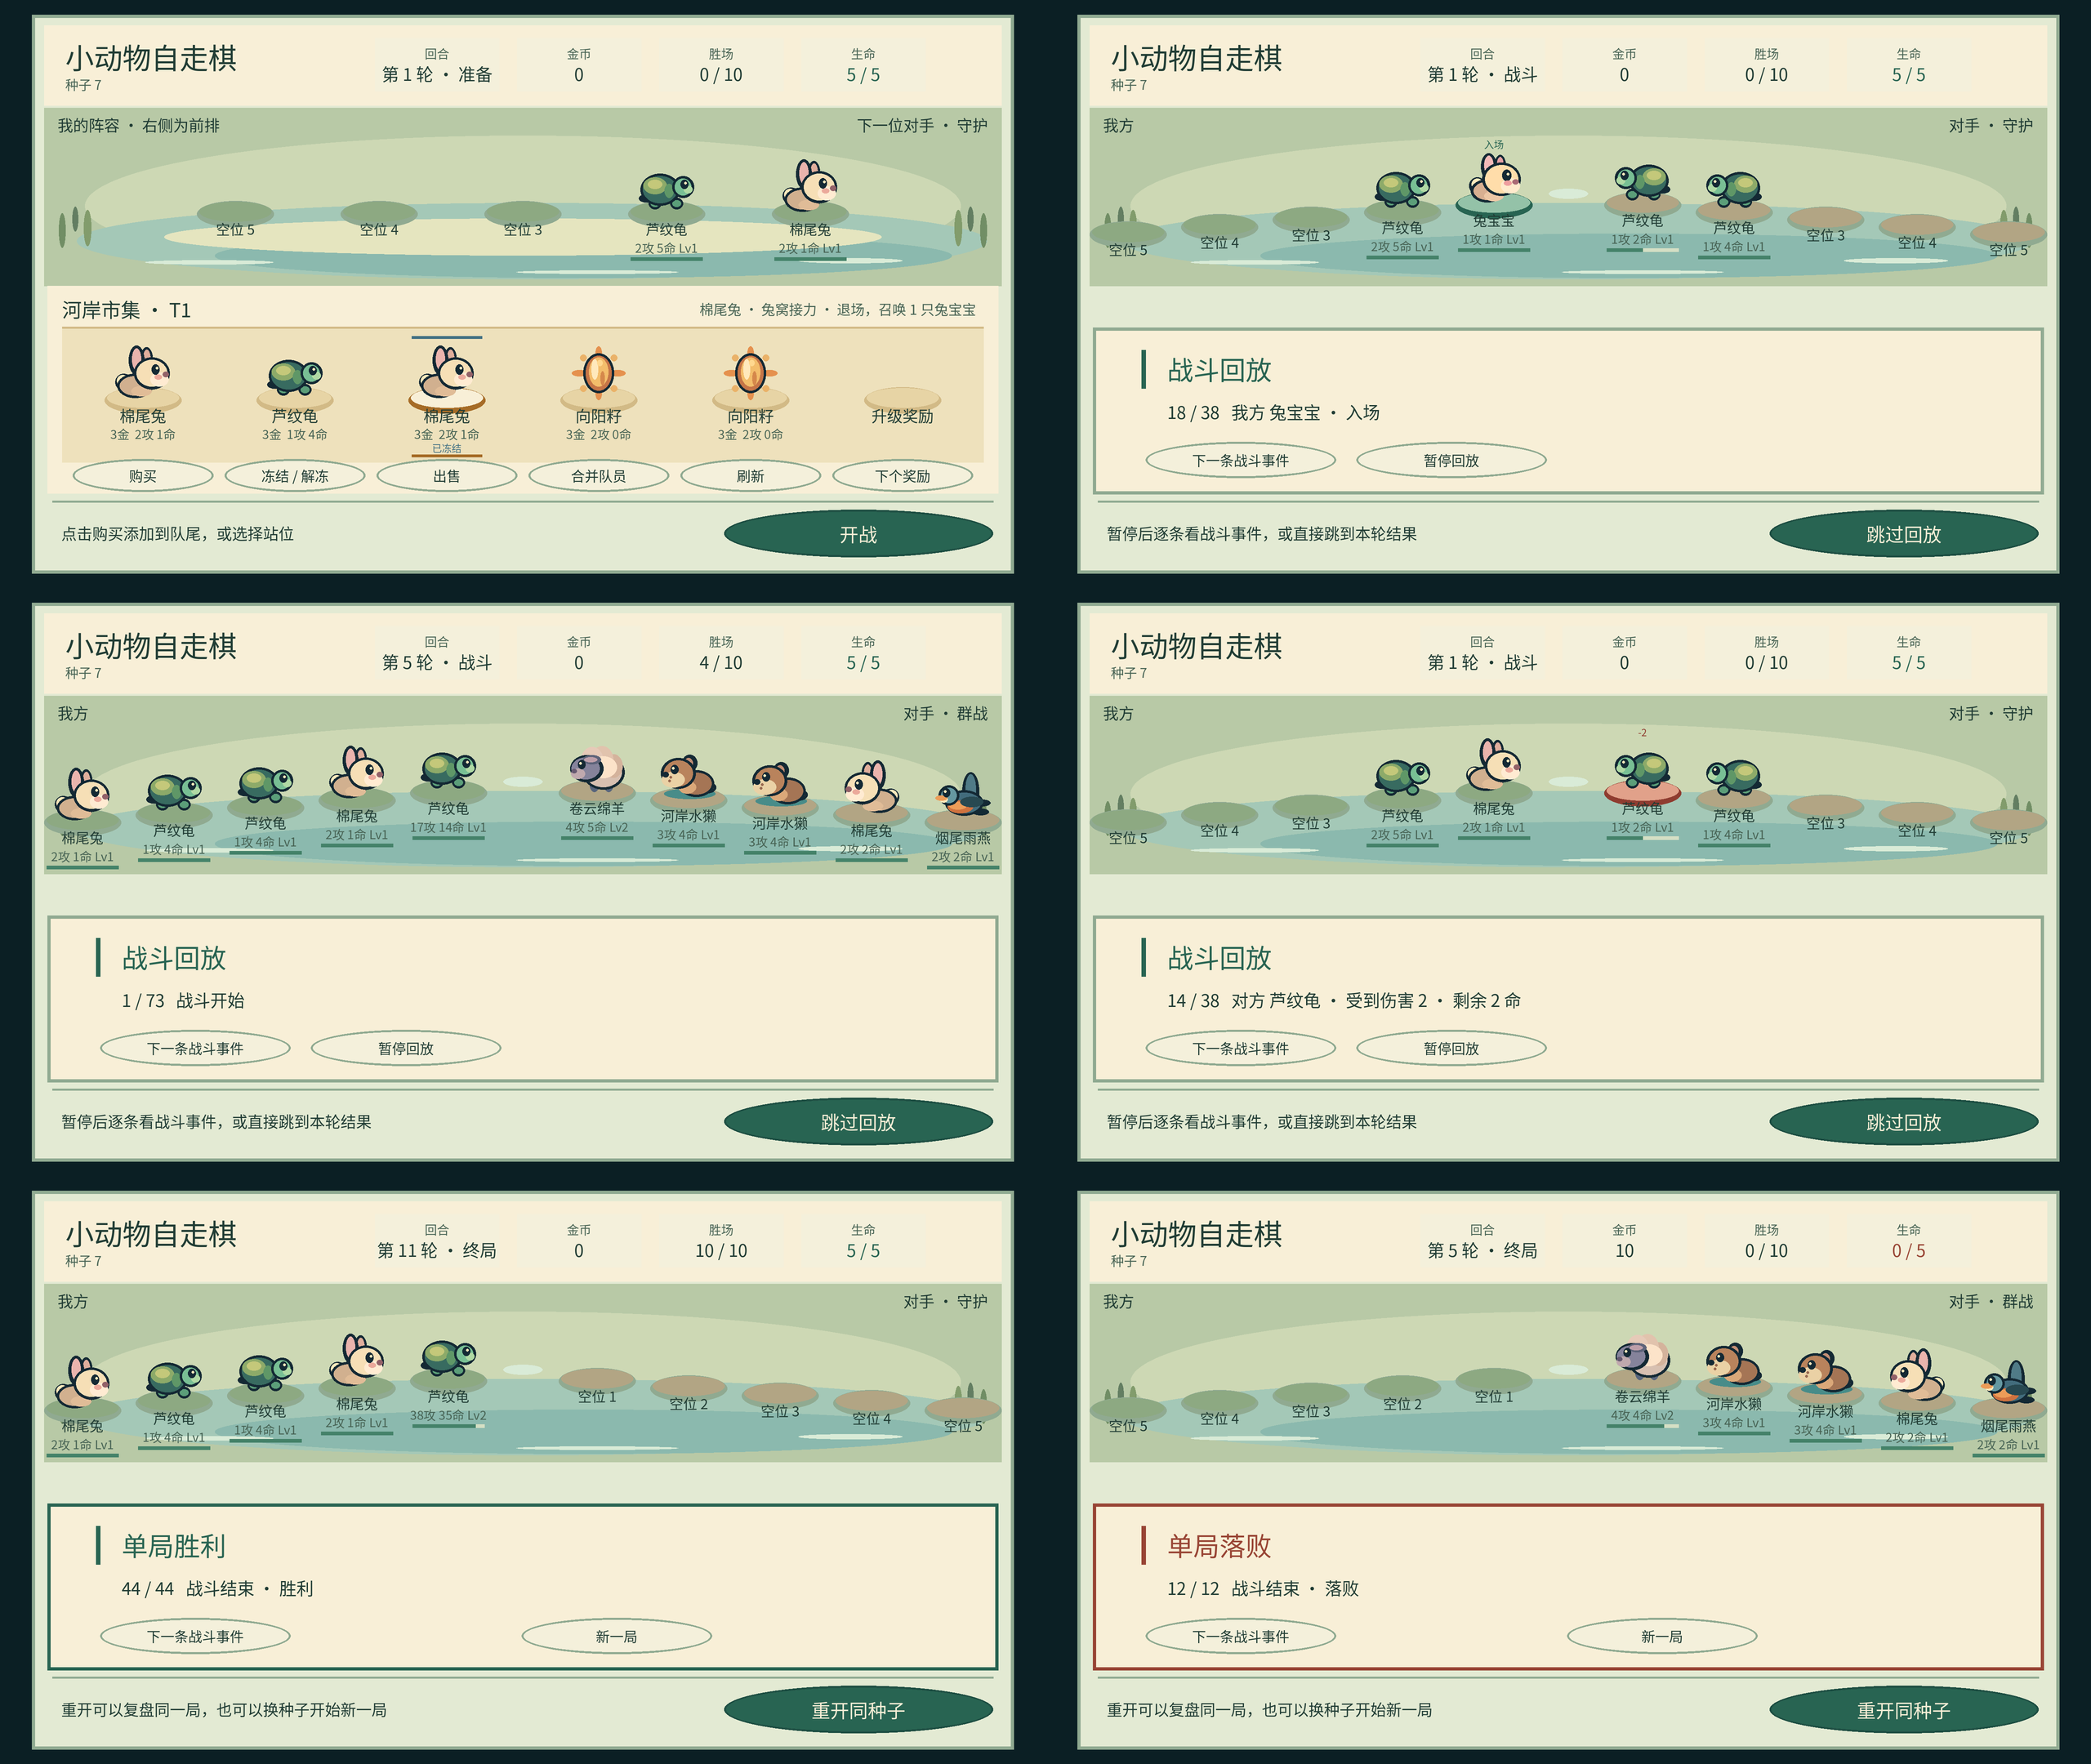 小动物自走棋
种子 7
回合 金币 胜场 生命
第 1 轮 · 准备 0 0 / 10 5 / 5
我的阵容 · 右侧为前排 下一位对手 · 守护
空位 5 空位 4 空位 3 芦纹龟 棉尾兔
2攻 5命 Lv1 2攻 1命 Lv1
河岸市集 · T1 棉尾兔 · 兔窝接力 · 退场，召唤 1 只兔宝宝
棉尾兔 芦纹龟 棉尾兔 向阳籽 向阳籽 升级奖励
3金 2攻 1命 3金 1攻 4命 3金 2攻 1命 3金 2攻 0命 3金 2攻 0命
已冻结
购买 冻结 / 解冻 出售 合并队员 刷新 下个奖励
点击购买添加到队尾，或选择站位 开战
小动物自走棋
种子 7
回合 金币 胜场 生命
第 1 轮 · 战斗 0 0 / 10 5 / 5
我方 对手 · 守护
入场
空位 5 空位 4 空位 3 芦纹龟 兔宝宝 芦纹龟 芦纹龟 空位 3 空位 4 空位 5
2攻 5命 Lv1 1攻 1命 Lv1 1攻 2命 Lv1 1攻 4命 Lv1
战斗回放
18 / 38 我方 兔宝宝 · 入场
下一条战斗事件 暂停回放
暂停后逐条看战斗事件，或直接跳到本轮结果 跳过回放
小动物自走棋
种子 7
回合 金币 胜场 生命
第 5 轮 · 战斗 0 4 / 10 5 / 5
我方 对手 · 群战
棉尾兔 芦纹龟 芦纹龟 棉尾兔 芦纹龟 卷云绵羊 河岸水獭 河岸水獭 棉尾兔 烟尾雨燕
2攻 1命 Lv1 1攻 4命 Lv1 1攻 4命 Lv1 2攻 1命 Lv1 17攻 14命 Lv1 4攻 5命 Lv2 3攻 4命 Lv1 3攻 4命 Lv1 2攻 2命 Lv1 2攻 2命 Lv1
战斗回放
1 / 73 战斗开始
下一条战斗事件 暂停回放
暂停后逐条看战斗事件，或直接跳到本轮结果 跳过回放
小动物自走棋
种子 7
回合 金币 胜场 生命
第 1 轮 · 战斗 0 0 / 10 5 / 5
我方 对手 · 守护
-2
空位 5 空位 4 空位 3 芦纹龟 棉尾兔 芦纹龟 芦纹龟 空位 3 空位 4 空位 5
2攻 5命 Lv1 2攻 1命 Lv1 1攻 2命 Lv1 1攻 4命 Lv1
战斗回放
14 / 38 对方 芦纹龟 · 受到伤害 2 · 剩余 2 命
下一条战斗事件 暂停回放
暂停后逐条看战斗事件，或直接跳到本轮结果 跳过回放
小动物自走棋
种子 7
回合 金币 胜场 生命
第 11 轮 · 终局 0 10 / 10 5 / 5
我方 对手 · 守护
棉尾兔 芦纹龟 芦纹龟 棉尾兔 芦纹龟 空位 1 空位 2 空位 3 空位 4 空位 5
2攻 1命 Lv1 1攻 4命 Lv1 1攻 4命 Lv1 2攻 1命 Lv1 38攻 35命 Lv2
单局胜利
44 / 44 战斗结束 · 胜利
下一条战斗事件 新一局
重开可以复盘同一局，也可以换种子开始新一局 重开同种子
小动物自走棋
种子 7
回合 金币 胜场 生命
第 5 轮 · 终局 10 0 / 10 0 / 5
我方 对手 · 群战
空位 5 空位 4 空位 3 空位 2 空位 1 卷云绵羊 河岸水獭 河岸水獭 棉尾兔 烟尾雨燕
4攻 4命 Lv2 3攻 4命 Lv1 3攻 4命 Lv1 2攻 2命 Lv1 2攻 2命 Lv1
单局落败
12 / 12 战斗结束 · 落败
下一条战斗事件 新一局
重开可以复盘同一局，也可以换种子开始新一局 重开同种子